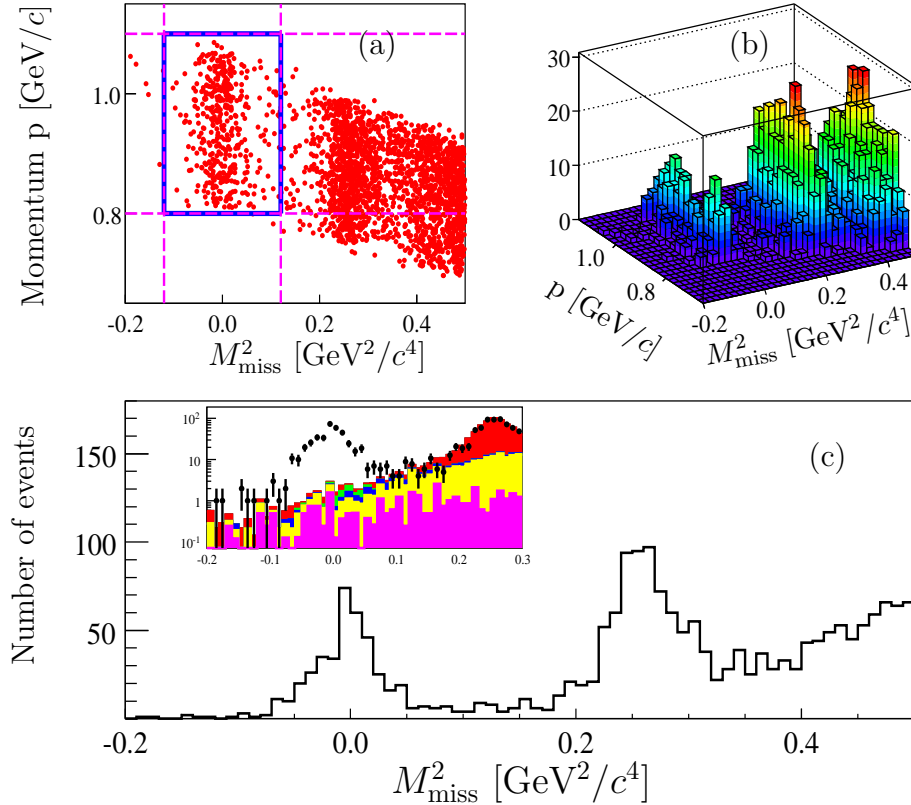 (a)
Momentum p [GeV/c]
1.0
0.8
-0.2 0.0 0.2 0.4
M²miss [GeV²/c⁴]
(b)
30
20
10
0
1.0
0.8
p [GeV/c]
-0.2 0.0 0.2 0.4
M²miss [GeV²/c⁴]
(c)
Number of events
150
100
50
-0.2 0.0 0.2 0.4
M²miss [GeV²/c⁴]
10²
10
1
10⁻¹
-0.2 -0.1 0.0 0.1 0.2 0.3